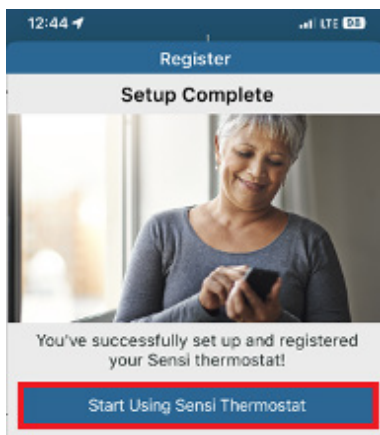 12:44
LTE 98
Register
Setup Complete
You've successfully set up and registered
your Sensi thermostat!
Start Using Sensi Thermostat